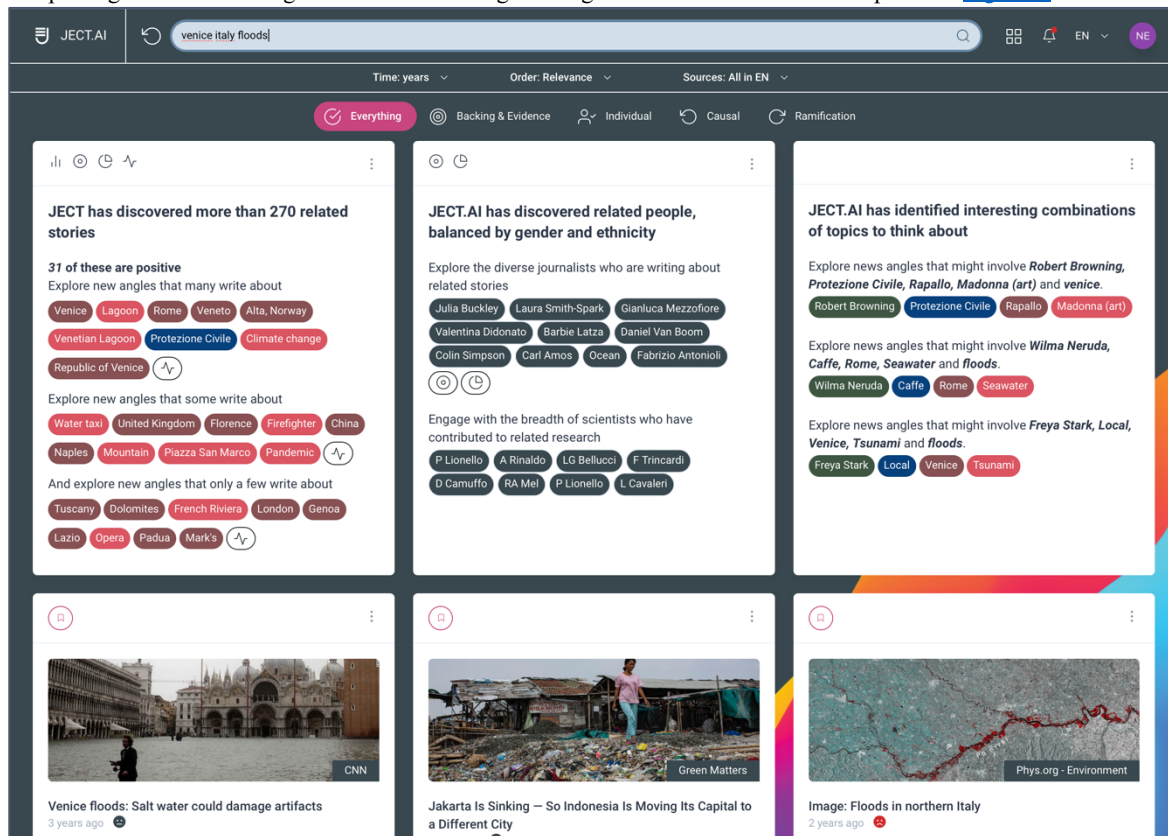 JECT.AI
venice italy floods
EN
NE
Time: years
Order: Relevance
Sources: All in EN
Everything
Backing & Evidence
Individual
Causal
Ramification
JECT has discovered more than 270 related
stories
31 of these are positive
Explore new angles that many write about
Venice Lagoon Rome Veneto Alta, Norway
Venetian Lagoon Protezione Civile Climate change
Republic of Venice
Explore new angles that some write about
Water taxi United Kingdom Florence Firefighter China
Naples Mountain Piazza San Marco Pandemic
And explore new angles that only a few write about
Tuscany Dolomites French Riviera London Genoa
Lazio Opera Padua Mark's
JECT.AI has discovered related people,
balanced by gender and ethnicity
Explore the diverse journalists who are writing about
related stories
Julia Buckley Laura Smith-Spark Gianluca Mezzofiore
Valentina Didonato Barbie Latza Daniel Van Boom
Colin Simpson Carl Amos Ocean Fabrizio Antonioli
Engage with the breadth of scientists who have
contributed to related research
P Lionello A Rinaldo LG Bellucci F Trincardi
D Camuffo RA Mel P Lionello L Cavaleri
JECT.AI has identified interesting combinations
of topics to think about
Explore news angles that might involve Robert Browning,
Protezione Civile, Rapallo, Madonna (art) and venice.
Robert Browning Protezione Civile Rapallo Madonna (art)
Explore news angles that might involve Wilma Neruda,
Caffe, Rome, Seawater and floods.
Wilma Neruda Caffe Rome Seawater
Explore news angles that might involve Freya Stark, Local,
Venice, Tsunami and floods.
Freya Stark Local Venice Tsunami
CNN
Venice floods: Salt water could damage artifacts
3 years ago
Green Matters
Jakarta Is Sinking — So Indonesia Is Moving Its Capital to
a Different City
Phys.org - Environment
Image: Floods in northern Italy
2 years ago